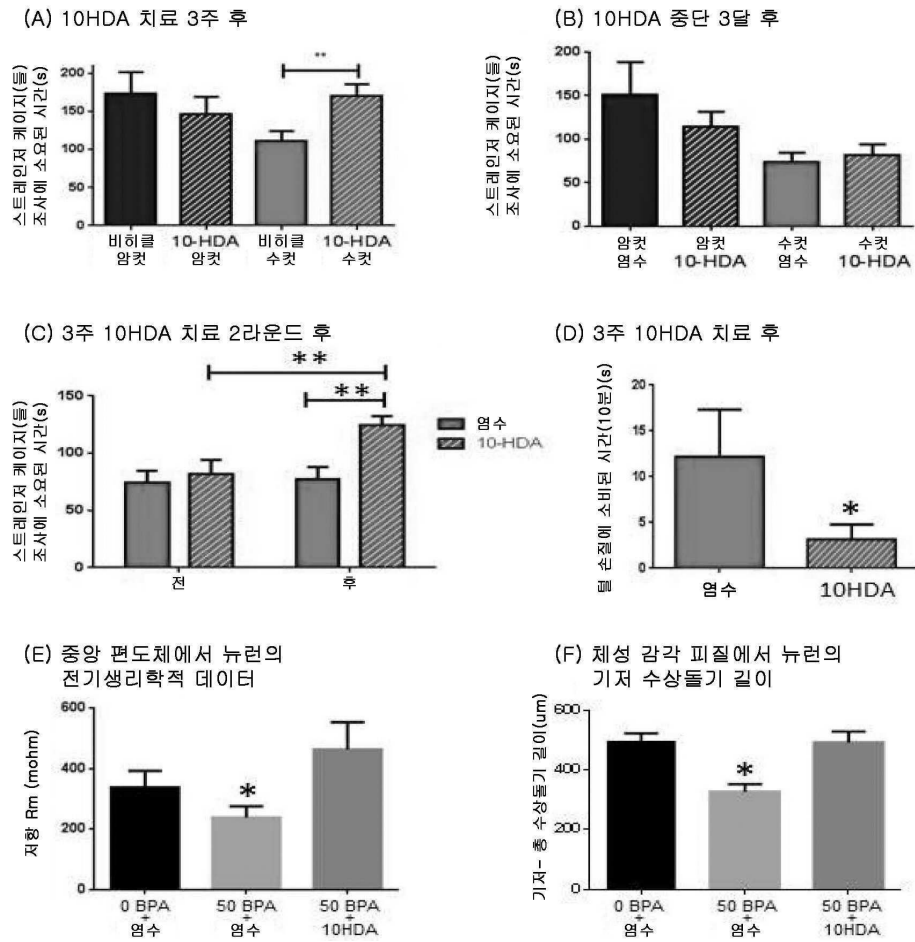 (A) 10HDA 치료 3주 후
스트레인저 케이지(들)
조사에 소요된 시간(s)
200
150
100
50
0
**
비히클
암컷
10-HDA
암컷
비히클
수컷
10-HDA
수컷
(B) 10HDA 중단 3달 후
스트레인저 케이지(들)
조사에 소요된 시간(s)
200
150
100
50
0
암컷
염수
암컷
10-HDA
수컷
염수
수컷
10-HDA
(C) 3주 10HDA 치료 2라운드 후
스트레인저 케이지(들)
조사에 소요된 시간(s)
150
100
50
0
**
**
전
후
염수
10-HDA
(D) 3주 10HDA 치료 후
털 손질에 소비된 시간(10분)(s)
20
15
10
5
0
*
염수
10HDA
(E) 중앙 편도체에서 뉴런의
전기생리학적 데이터
저항 Rm (mohm)
600
400
200
0
*
0 BPA
+
염수
50 BPA
+
염수
50 BPA
+
10HDA
(F) 체성 감각 피질에서 뉴런의
기저 수상돌기 길이
기저- 총 수상돌기 길이(um)
600
400
200
0
*
0 BPA
+
염수
50 BPA
+
염수
50 BPA
+
10HDA